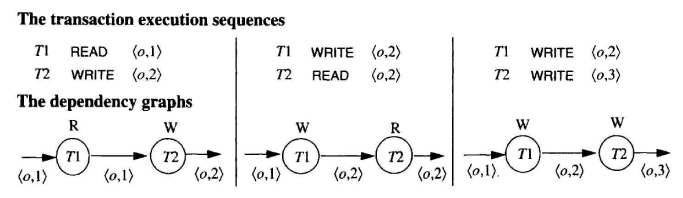 The transaction execution sequences
T1 READ ⟨o,1⟩
T2 WRITE ⟨o,2⟩
T1 WRITE ⟨o,2⟩
T2 READ ⟨o,2⟩
T1 WRITE ⟨o,2⟩
T2 WRITE ⟨o,3⟩
The dependency graphs
R W
T1 T2
⟨o,1⟩ ⟨o,1⟩ ⟨o,2⟩
W R
T1 T2
⟨o,1⟩ ⟨o,2⟩ ⟨o,2⟩
W W
T1 T2
⟨o,1⟩. ⟨o,2⟩ ⟨o,3⟩